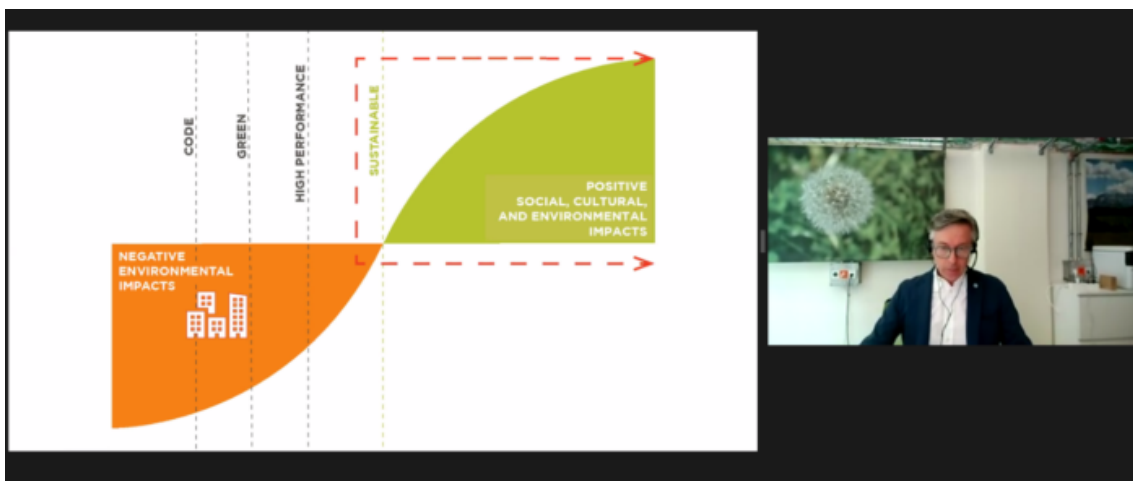 CODE
GREEN
HIGH PERFORMANCE
SUSTAINABLE
NEGATIVE
ENVIRONMENTAL
IMPACTS
POSITIVE
SOCIAL, CULTURAL,
AND ENVIRONMENTAL
IMPACTS